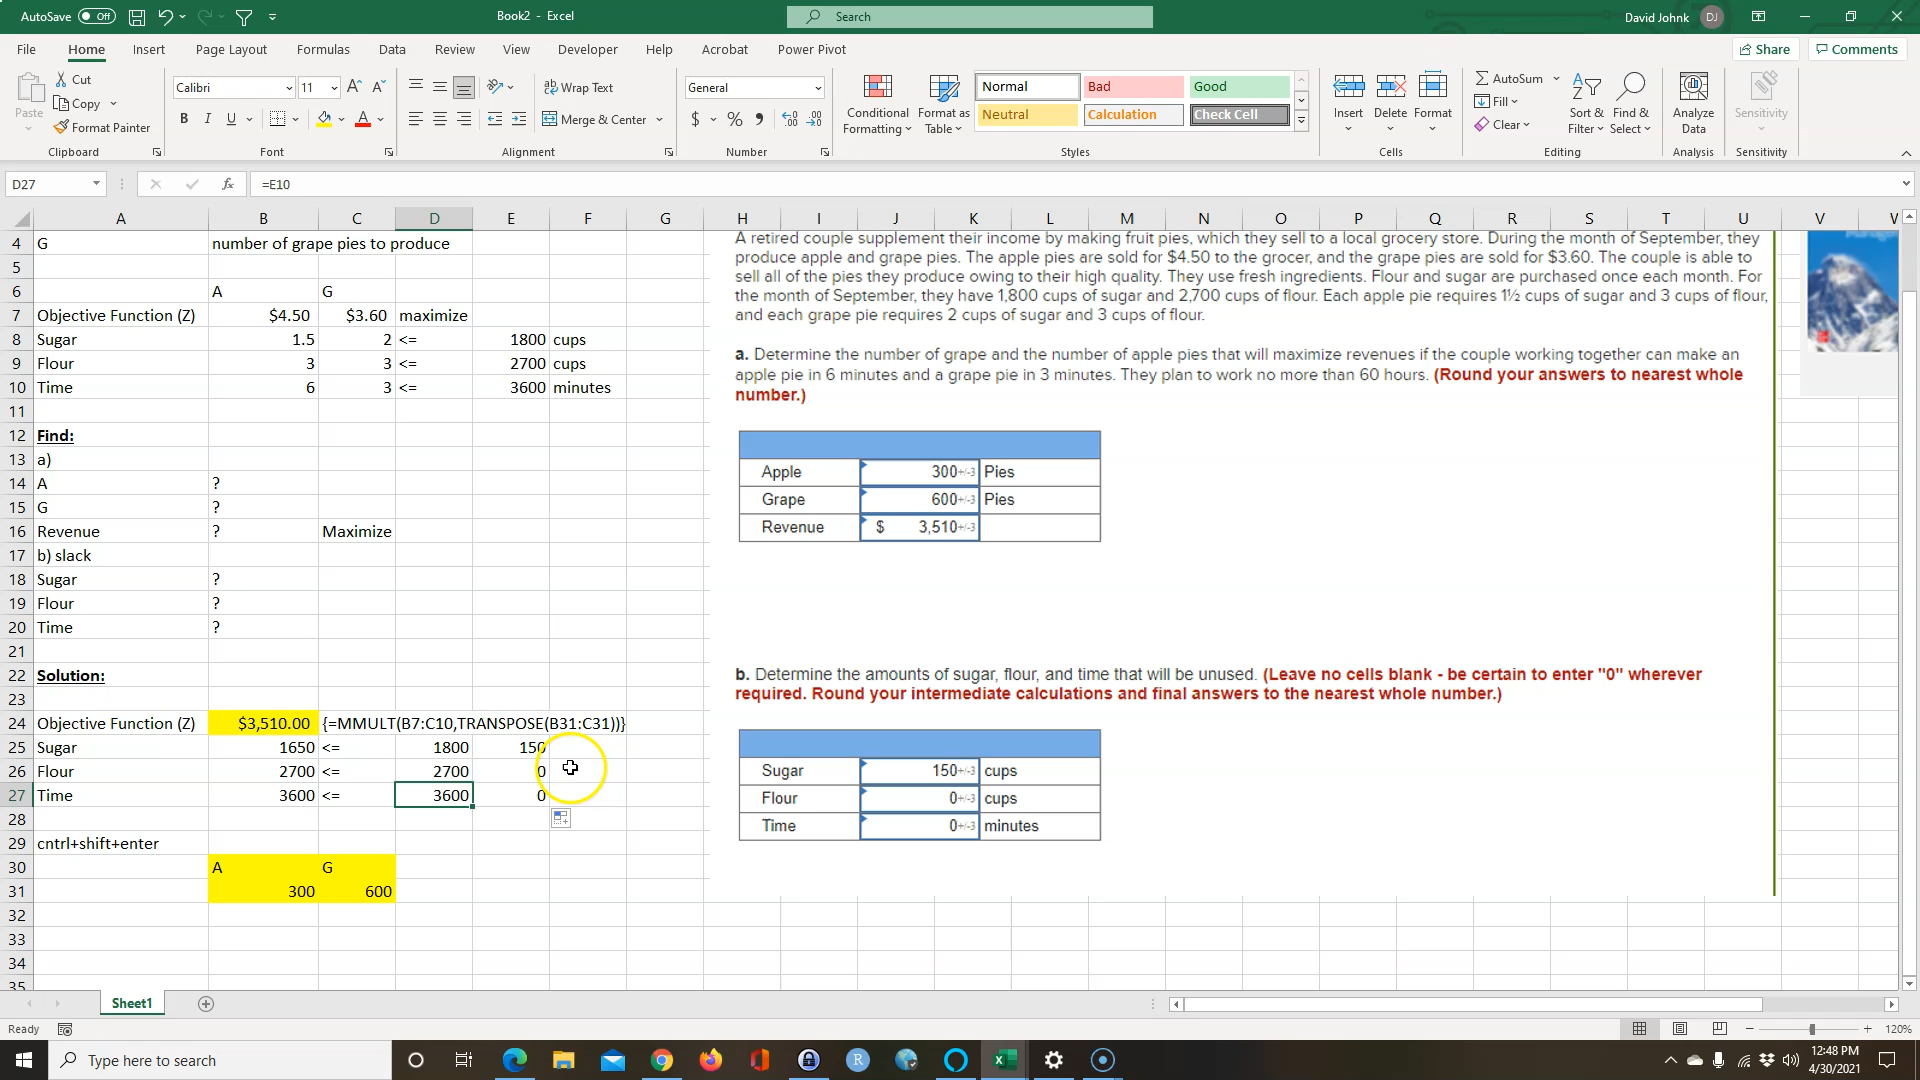 AutoSave Off Book2 - Excel Search David Johnk DJ
File Home Insert Page Layout Formulas Data Review View Developer Help Acrobat Power Pivot Share Comments
Paste Cut Copy Format Painter Clipboard
Calibri 11 A A B I U A Font
Wrap Text Merge & Center Alignment
General $ % Number
Conditional Formatting Format as Table Normal Bad Good Neutral Calculation Check Cell Styles
Insert Delete Format Cells
AutoSum Fill Clear Sort & Filter Find & Select Editing
Analyze Data Analysis Sensitivity Sensitivity
D27 fx =E10
A B C D E F G H I J K L M N O P Q R S T U V W
4 G number of grape pies to produce
5
6 A G
7 Objective Function (Z) $4.50 $3.60 maximize
8 Sugar 1.5 2 <= 1800 cups
9 Flour 3 3 <= 2700 cups
10 Time 6 3 <= 3600 minutes
11
12 Find:
13 a)
14 A ?
15 G ?
16 Revenue ? Maximize
17 b) slack
18 Sugar ?
19 Flour ?
20 Time ?
21
22 Solution:
23
24 Objective Function (Z) $3,510.00 {=MMULT(B7:C10,TRANSPOSE(B31:C31))}
25 Sugar 1650 <= 1800 150
26 Flour 2700 <= 2700 0
27 Time 3600 <= 3600 0
28
29 cntrl+shift+enter
30 A G
31 300 600
32
33
34
35
A retired couple supplement their income by making fruit pies, which they sell to a local grocery store. During the month of September, they
produce apple and grape pies. The apple pies are sold for $4.50 to the grocer, and the grape pies are sold for $3.60. The couple is able to
sell all of the pies they produce owing to their high quality. They use fresh ingredients. Flour and sugar are purchased once each month. For
the month of September, they have 1,800 cups of sugar and 2,700 cups of flour. Each apple pie requires 1½ cups of sugar and 3 cups of flour,
and each grape pie requires 2 cups of sugar and 3 cups of flour.
a. Determine the number of grape and the number of apple pies that will maximize revenues if the couple working together can make an
apple pie in 6 minutes and a grape pie in 3 minutes. They plan to work no more than 60 hours. (Round your answers to nearest whole
number.)
Apple 300+/-3 Pies
Grape 600+/-3 Pies
Revenue $ 3,510+/-3
b. Determine the amounts of sugar, flour, and time that will be unused. (Leave no cells blank - be certain to enter "0" wherever
required. Round your intermediate calculations and final answers to the nearest whole number.)
Sugar 150+/-3 cups
Flour 0+/-3 cups
Time 0+/-3 minutes
Sheet1
Ready 120%
Type here to search R 12:48 PM
4/30/2021